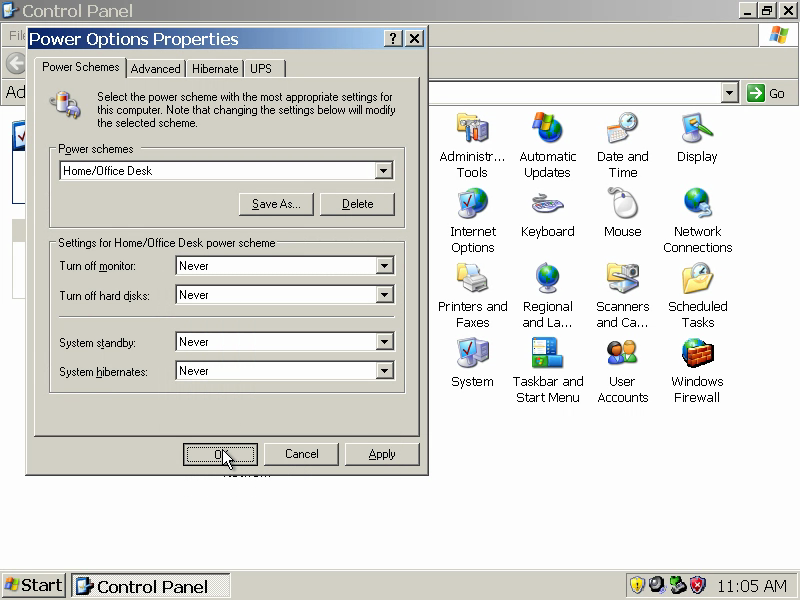 Control Panel
Power Options Properties
Power Schemes
Advanced
Hibernate
UPS
Select the power scheme with the most appropriate settings for
this computer. Note that changing the settings below will modify
the selected scheme.
Power schemes
Home/Office Desk
Save As...
Delete
Settings for Home/Office Desk power scheme
Turn off monitor: Never
Turn off hard disks: Never
System standby: Never
System hibernates: Never
Cancel
Apply
Go
Administr... Tools
Automatic Updates
Date and Time
Display
Internet Options
Keyboard
Mouse
Network Connections
Printers and Faxes
Regional and La...
Scanners and Ca...
Scheduled Tasks
System
Taskbar and Start Menu
User Accounts
Windows Firewall
Start
Control Panel
11:05 AM